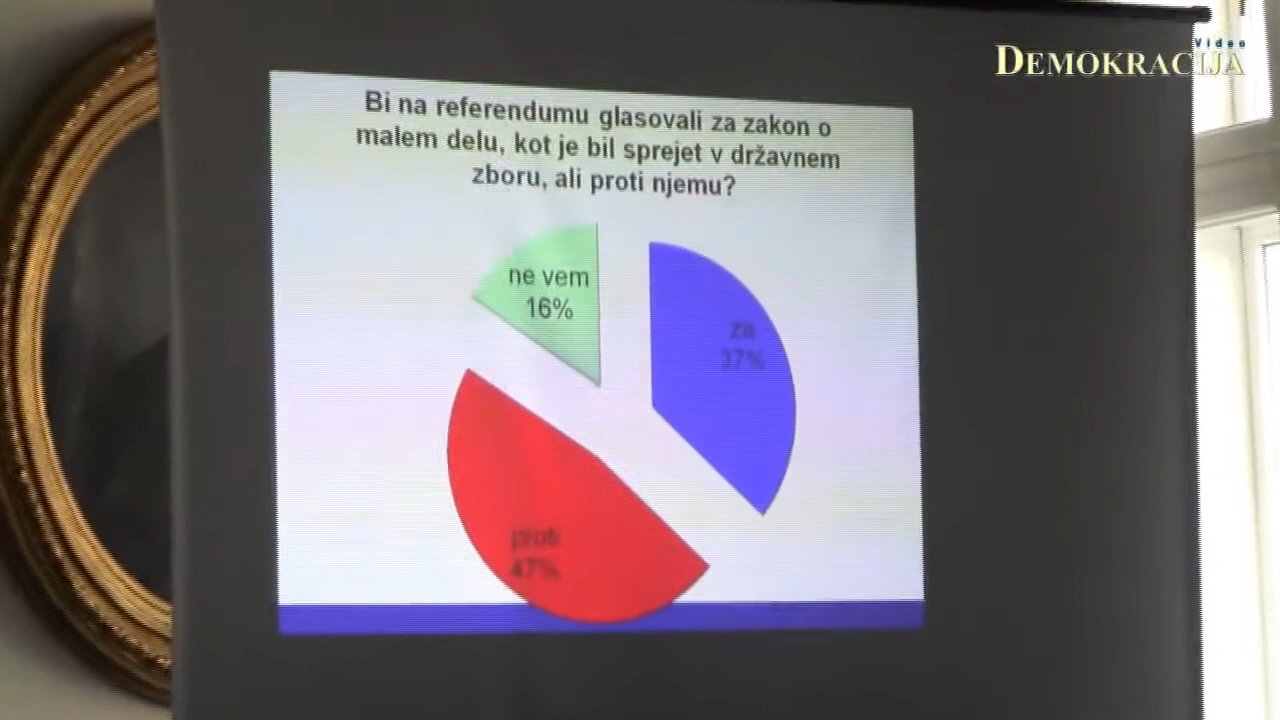 Video
DEMOKRACIJA
Bi na referendumu glasovali za zakon o
malem delu, kot je bil sprejet v državnem
zboru, ali proti njemu?
ne vem
16%
za
37%
proti
47%